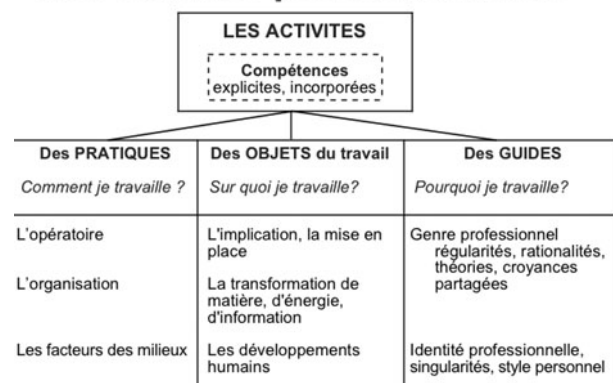 LES ACTIVITES
Compétences
explicites, incorporées
Des PRATIQUES
Comment je travaille ?
L'opératoire
L'organisation
Les facteurs des milieux
Des OBJETS du travail
Sur quoi je travaille?
L'implication, la mise en
place
La transformation de
matière, d'énergie,
d'information
Les développements
humains
Des GUIDES
Pourquoi je travaille?
Genre professionnel
régularités, rationalités,
théories, croyances
partagées
Identité professionnelle,
singularités, style personnel